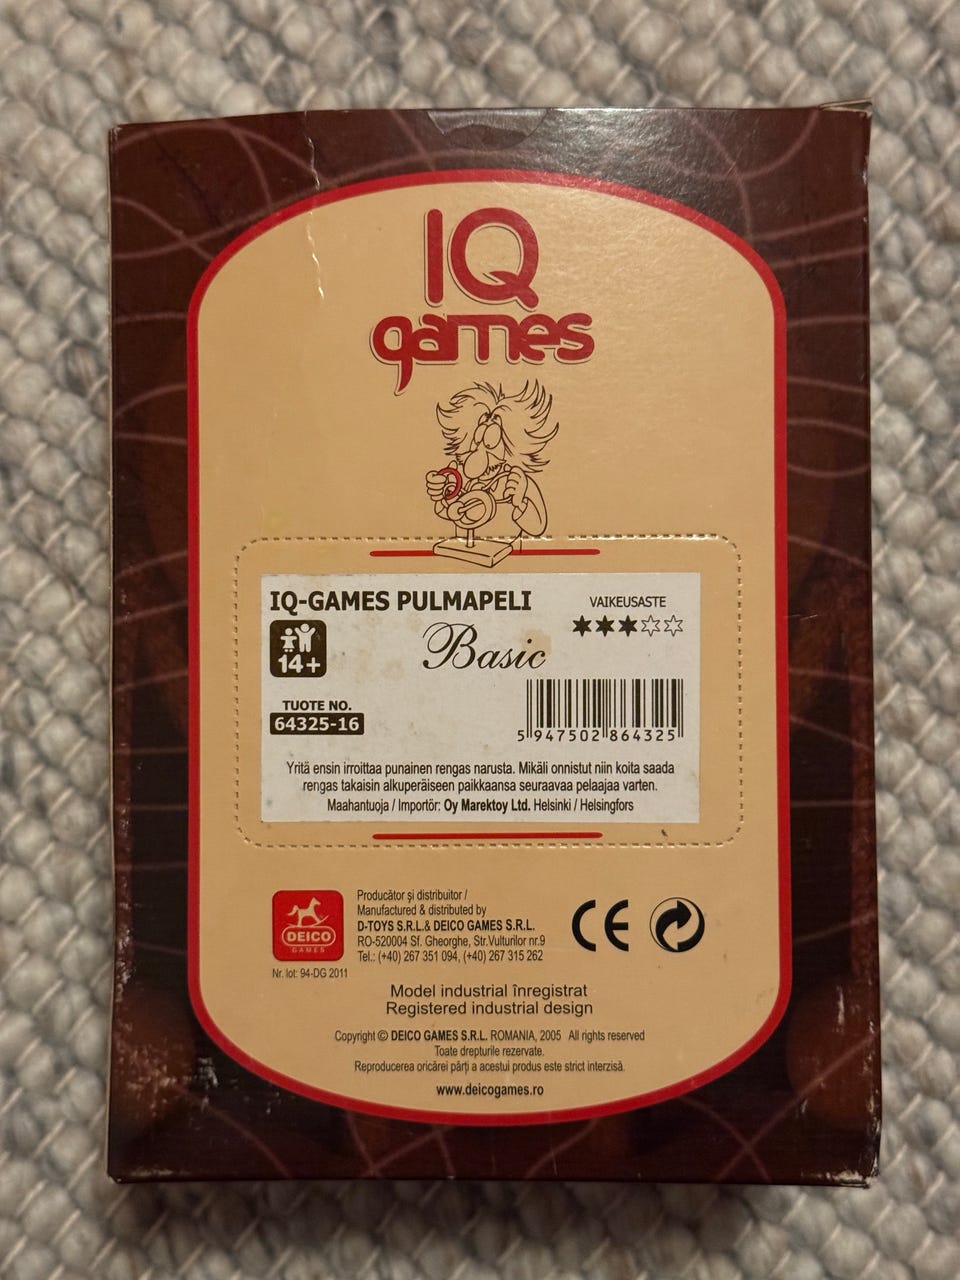 IQ
games
IQ-GAMES PULMAPELI
VAIKEUSASTE
14+
Basic
TUOTE NO.
64325-16
5 947502 864325
Yritä ensin irroittaa punainen rengas narusta. Mikäli onnistut niin koita saada
rengas takaisin alkuperäiseen paikkaansa seuraavaa pelaajaa varten.
Maahantuoja / Importör: Oy Marektoy Ltd. Helsinki / Helsingfors
DEICO
GAMES
Nr. lot: 94-DG 2011
Producător şi distribuitor /
Manufactured & distributed by
D-TOYS S.R.L.& DEICO GAMES S.R.L.
RO-520004 Sf. Gheorghe, Str.Vulturilor nr.9
Tel.: (+40) 267 351 094, (+40) 267 315 262
CE
Model industrial înregistrat
Registered industrial design
Copyright © DEICO GAMES S.R.L. ROMANIA, 2005 All rights reserved
Toate drepturile rezervate.
Reproducerea oricărei părţi a acestui produs este strict interzisă.
www.deicogames.ro